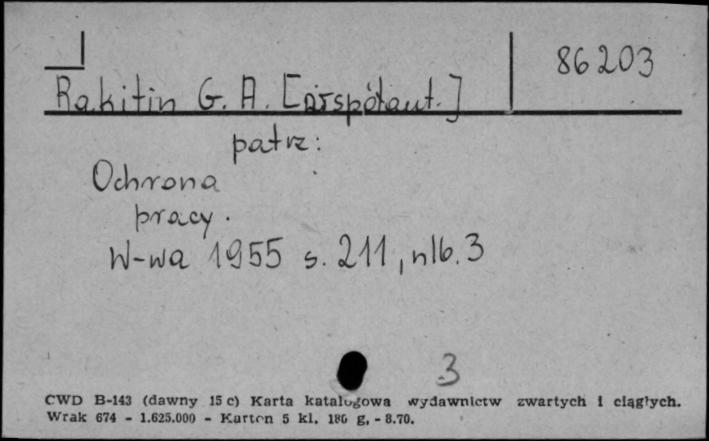 86203
Rakitin G. A. [współaut.]
patrz:
Ochrona
pracy.
W-wa 1955 s. 211, nlb. 3
3
CWD B-143 (dawny 15 c) Karta katalogowa wydawnictw zwartych i ciągłych.
Wrak 674 - 1.625.000 - Karton 5 kl. 180 g, - 8.70.